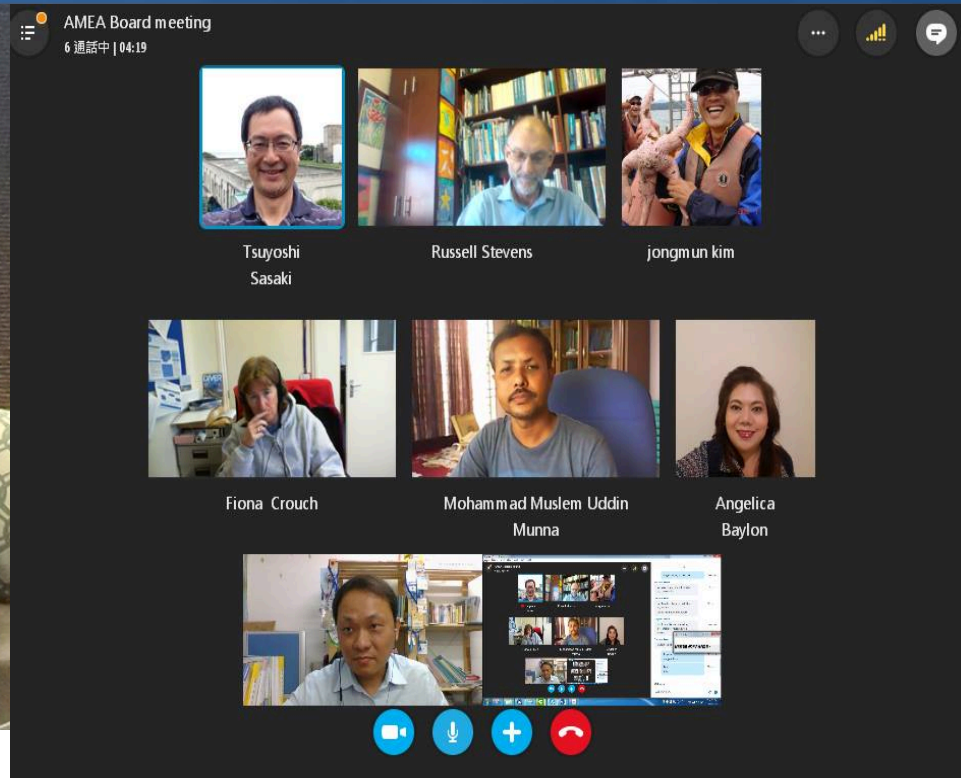 AMEA Board meeting
6 通話中 | 04:19
Tsuyoshi
Sasaki
Russell Stevens
jongmun kim
Fiona Crouch
Mohammad Muslem Uddin
Munna
Angelica
Baylon